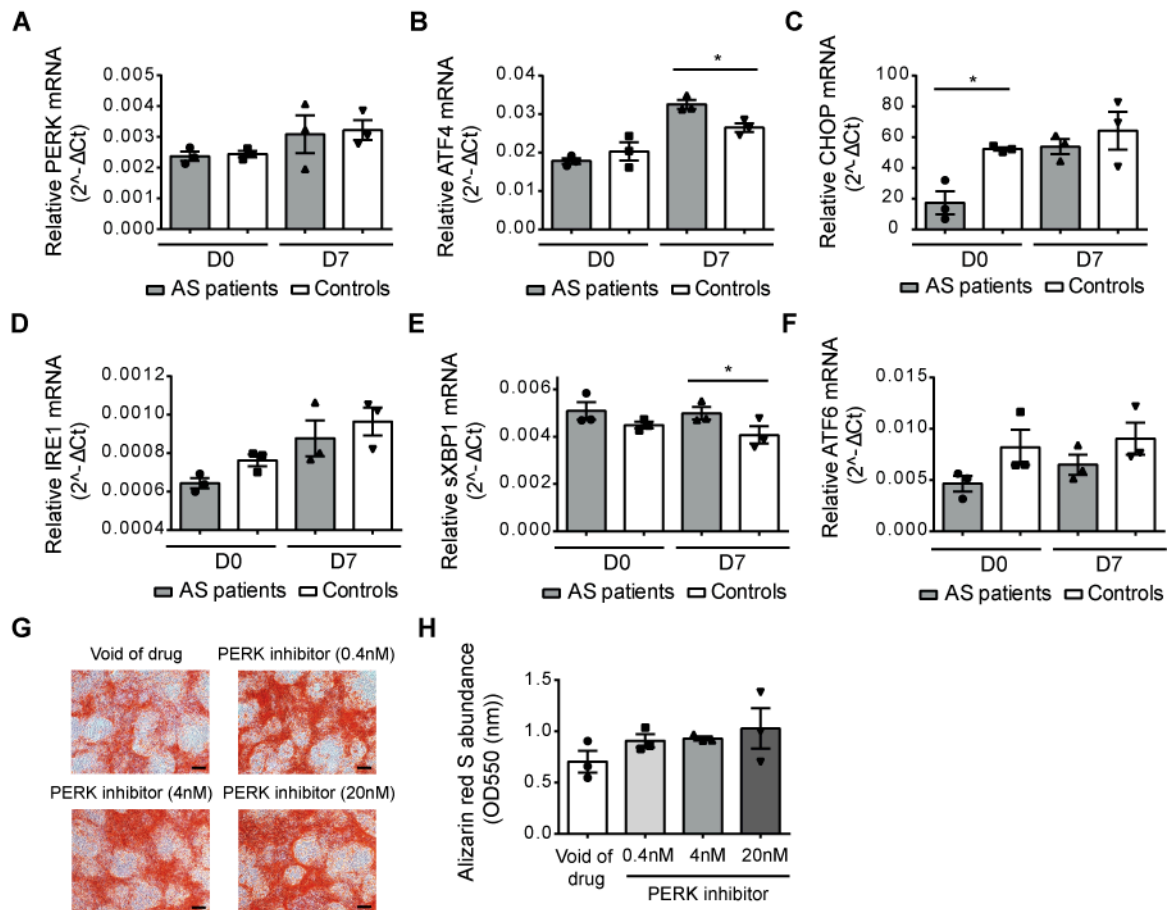 A
Relative PERK mRNA
(2^-ΔCt)
0.005
0.004
0.003
0.002
0.001
0.000
D0 D7
AS patients Controls
B
Relative ATF4 mRNA
(2^-ΔCt)
0.04
0.03
0.02
0.01
0.00
*
D0 D7
AS patients Controls
C
Relative CHOP mRNA
(2^-ΔCt)
100
80
60
40
20
0
*
D0 D7
AS patients Controls
D
Relative IRE1 mRNA
(2^-ΔCt)
0.0012
0.0010
0.0008
0.0006
0.0004
D0 D7
AS patients Controls
E
Relative sXBP1 mRNA
(2^-ΔCt)
0.006
0.004
0.002
0.000
*
D0 D7
AS patients Controls
F
Relative ATF6 mRNA
(2^-ΔCt)
0.015
0.010
0.005
0.000
D0 D7
AS patients Controls
G
Void of drug PERK inhibitor (0.4nM)
PERK inhibitor (4nM) PERK inhibitor (20nM)
H
Alizarin red S abundance
(OD550 (nm))
1.5
1.0
0.5
0.0
Void of
drug
0.4nM 4nM 20nM
PERK inhibitor